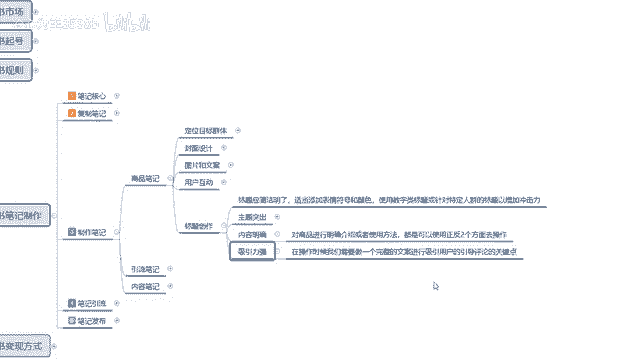 书市场
书起号
书规则
笔记核心
复制笔记
定位目标群体
封面设计
商品笔记
图片和文案
用户互动
标题应简洁明了，适当添加表情符号和颜色，使用数字类标题或针对特定人群的标题以增加冲击力
标题创作
主题突出
书笔记制作
制作笔记
内容明确
对商品进行明确介绍或者使用方法，都是可以使用正反2个方面去操作
吸引力强
在操作时候我们需要做一个完整的文案进行吸引用户的引导评论的关键点
引流笔记
内容笔记
笔记引流
笔记发布
书变现方式